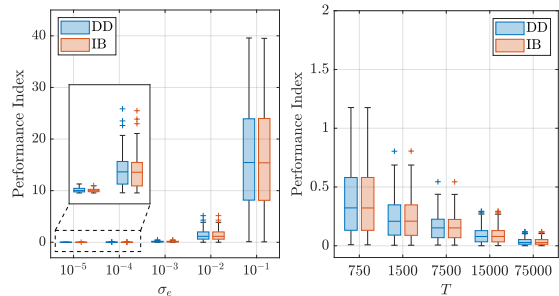 DD
IB
Performance Index
40
30
20
10
0
10⁻⁵ 10⁻⁴ 10⁻³ 10⁻² 10⁻¹
σₑ
DD
IB
Performance Index
2
1.5
1
0.5
0
750 1500 7500 15000 75000
T